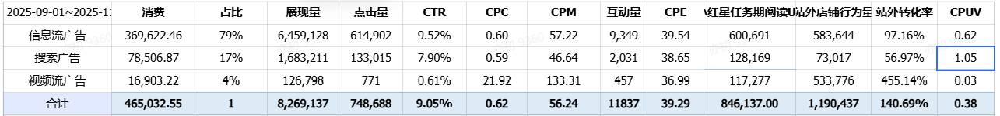 2025-09-01~2025-11 消费 占比 展现量 点击量 CTR CPC CPM 互动量 CPE 小红星任务期阅读U 站外店铺行为量 站外转化率 CPUV
信息流广告 369,622.46 79% 6,459,128 614,902 9.52% 0.60 57.22 9,349 39.54 600,691 583,644 97.16% 0.62
搜索广告 78,506.87 17% 1,683,211 133,015 7.90% 0.59 46.64 2,031 38.65 128,169 73,017 56.97% 1.05
视频流广告 16,903.22 4% 126,798 771 0.61% 21.92 133.31 457 36.99 117,277 533,776 455.14% 0.03
合计 465,032.55 1 8,269,137 748,688 9.05% 0.62 56.24 11837 39.29 846,137.00 1,190,437 140.69% 0.38